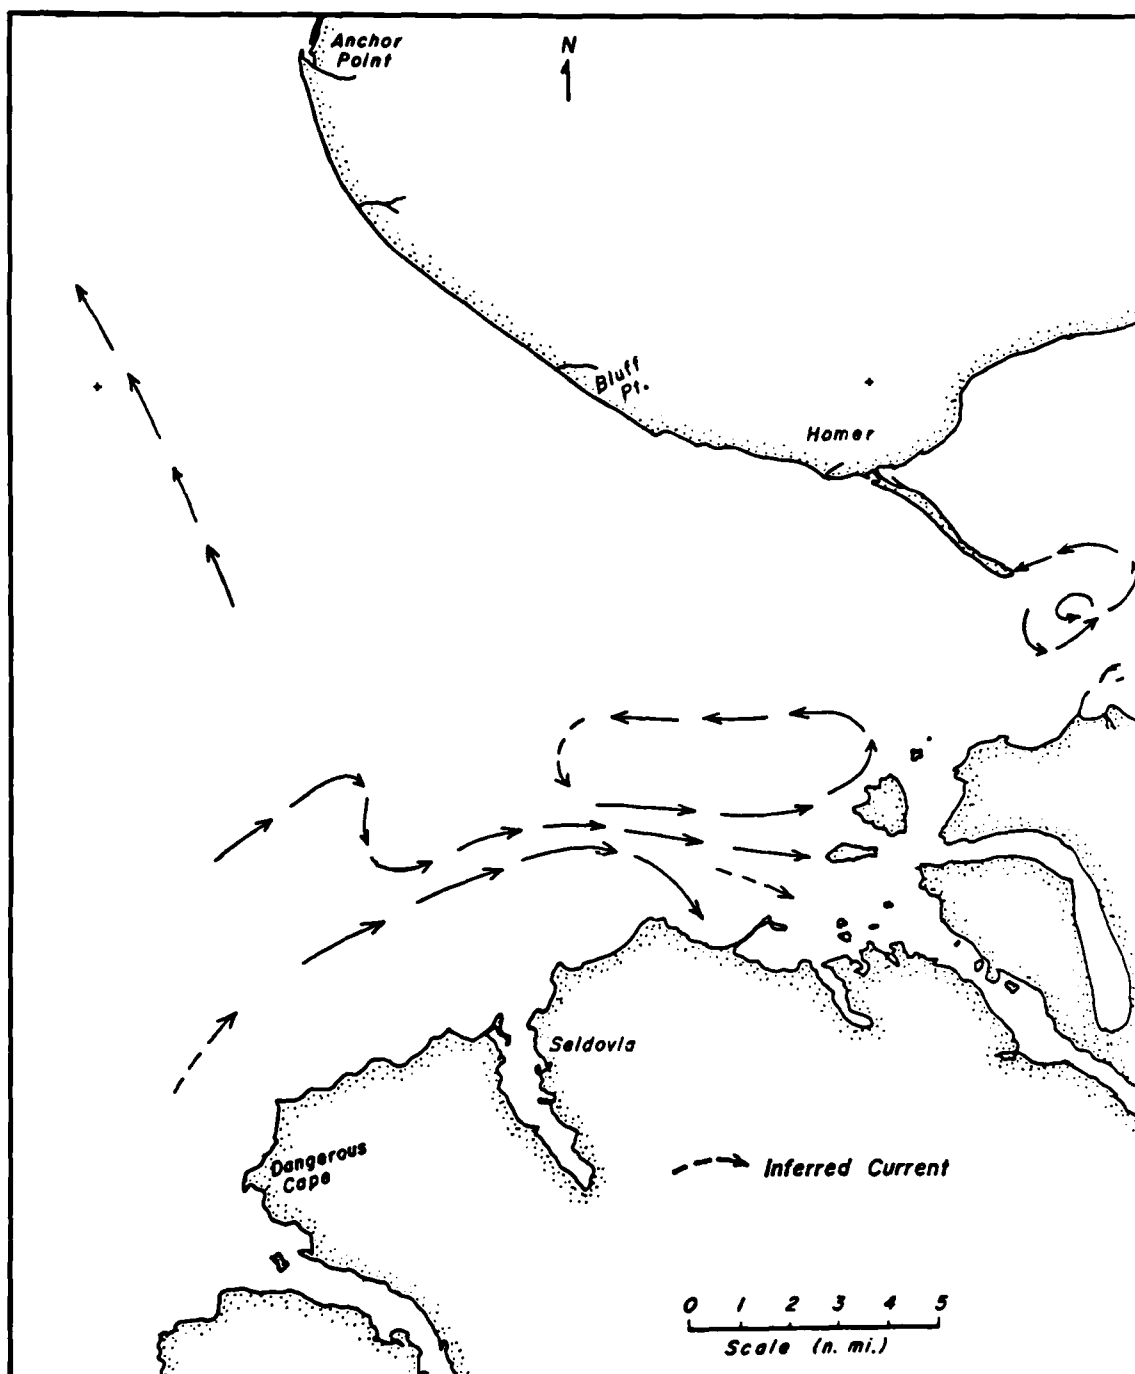 Anchor
Point
N
Bluff
Pt.
Homer
Seldovia
Dangerous
Cape
Inferred Current
0 1 2 3 4 5
Scale (n. mi.)